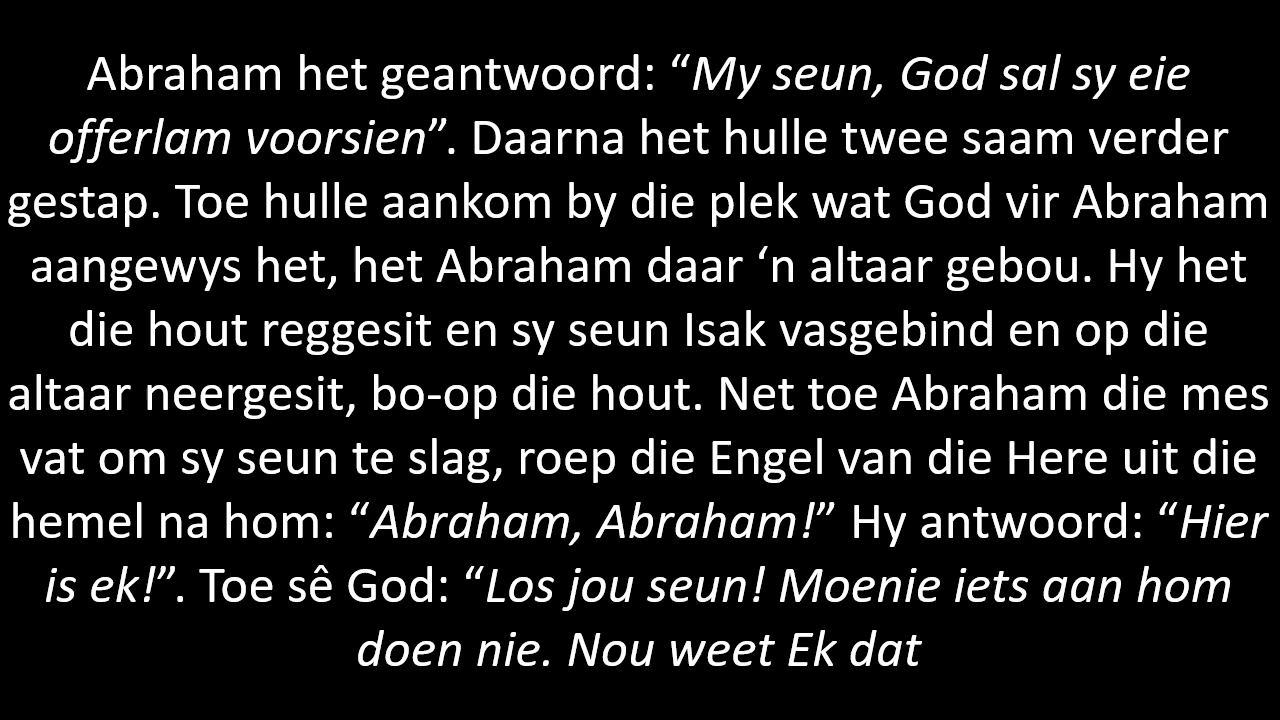 Abraham het geantwoord: “My seun, God sal sy eie
offerlam voorsien”. Daarna het hulle twee saam verder
gestap. Toe hulle aankom by die plek wat God vir Abraham
aangewys het, het Abraham daar ‘n altaar gebou. Hy het
die hout reggesit en sy seun Isak vasgebind en op die
altaar neergesit, bo-op die hout. Net toe Abraham die mes
vat om sy seun te slag, roep die Engel van die Here uit die
hemel na hom: “Abraham, Abraham!” Hy antwoord: “Hier
is ek!”. Toe sê God: “Los jou seun! Moenie iets aan hom
doen nie. Nou weet Ek dat